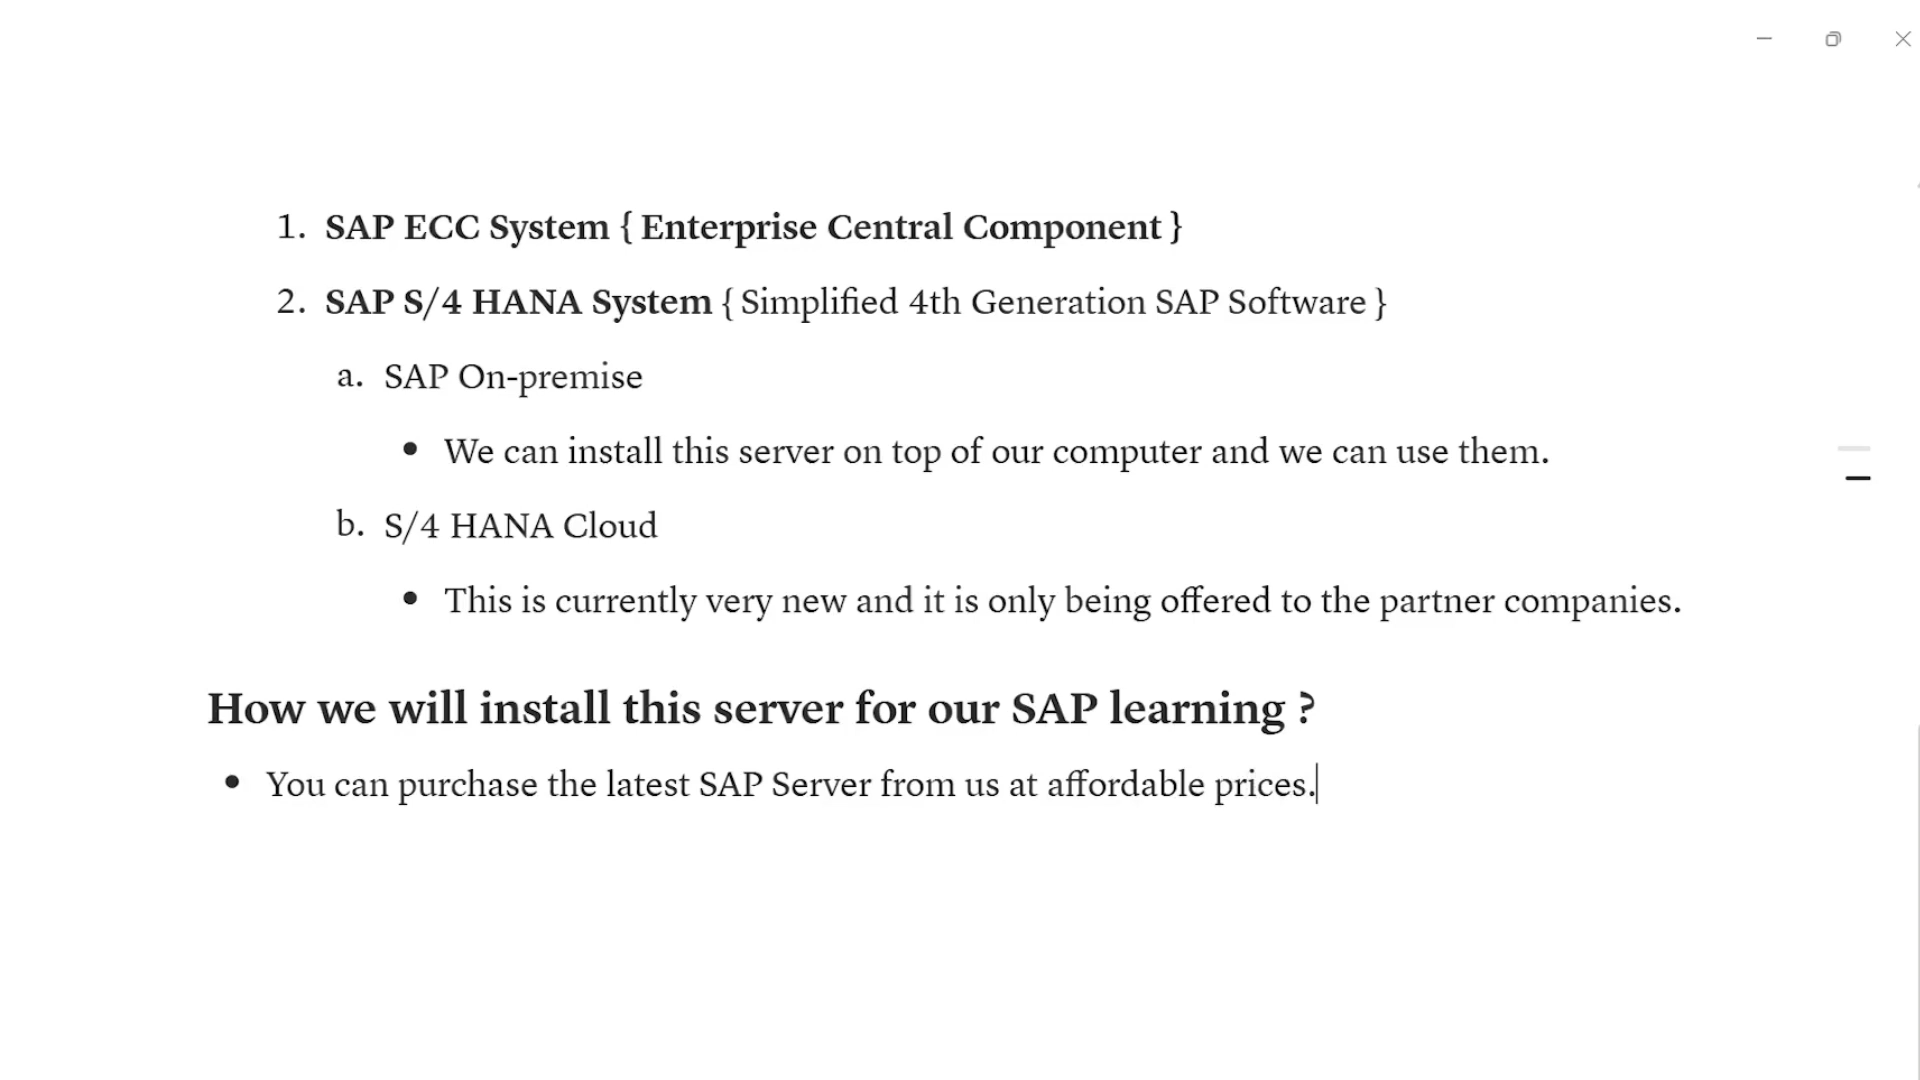 1. SAP ECC System { Enterprise Central Component }
2. SAP S/4 HANA System { Simplified 4th Generation SAP Software }
a. SAP On-premise
• We can install this server on top of our computer and we can use them.
b. S/4 HANA Cloud
• This is currently very new and it is only being offered to the partner companies.
How we will install this server for our SAP learning ?
• You can purchase the latest SAP Server from us at affordable prices.